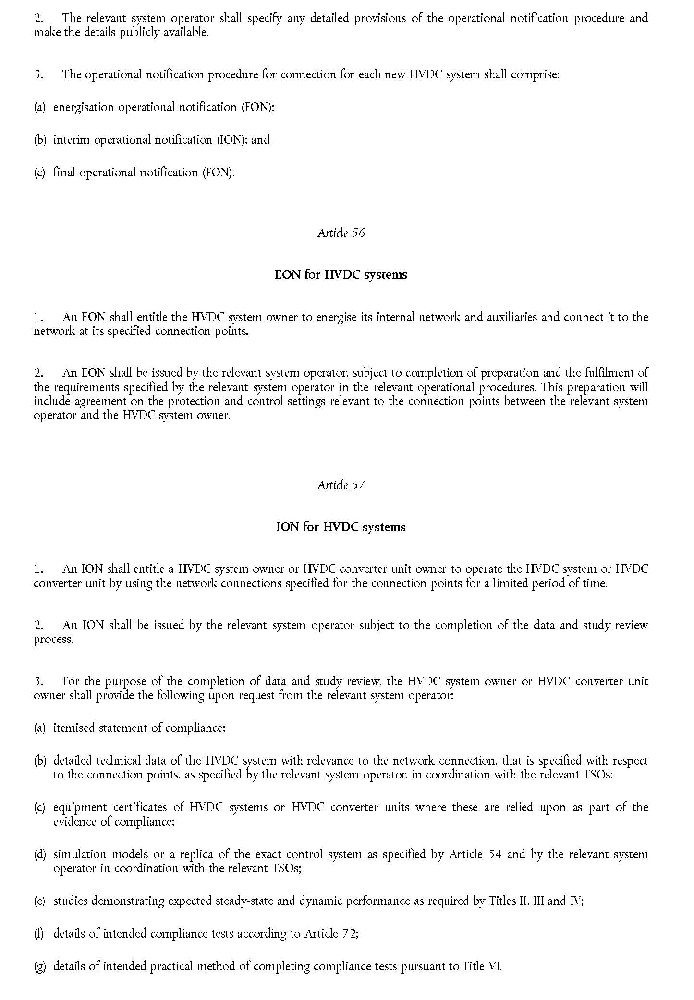 2. The relevant system operator shall specify any detailed provisions of the operational notification procedure and
make the details publicly available.
3. The operational notification procedure for connection for each new HVDC system shall comprise:
(a) energisation operational notification (EON);
(b) interim operational notification (ION); and
(c) final operational notification (FON).
Article 56
EON for HVDC systems
1. An EON shall entitle the HVDC system owner to energise its internal network and auxiliaries and connect it to the
network at its specified connection points.
2. An EON shall be issued by the relevant system operator, subject to completion of preparation and the fulfilment of
the requirements specified by the relevant system operator in the relevant operational procedures. This preparation will
include agreement on the protection and control settings relevant to the connection points between the relevant system
operator and the HVDC system owner.
Article 57
ION for HVDC systems
1. An ION shall entitle a HVDC system owner or HVDC converter unit owner to operate the HVDC system or HVDC
converter unit by using the network connections specified for the connection points for a limited period of time.
2. An ION shall be issued by the relevant system operator subject to the completion of the data and study review
process.
3. For the purpose of the completion of data and study review, the HVDC system owner or HVDC converter unit
owner shall provide the following upon request from the relevant system operator:
(a) itemised statement of compliance;
(b) detailed technical data of the HVDC system with relevance to the network connection, that is specified with respect
to the connection points, as specified by the relevant system operator, in coordination with the relevant TSOs;
(c) equipment certificates of HVDC systems or HVDC converter units where these are relied upon as part of the
evidence of compliance;
(d) simulation models or a replica of the exact control system as specified by Article 54 and by the relevant system
operator in coordination with the relevant TSOs;
(e) studies demonstrating expected steady-state and dynamic performance as required by Titles II, III and IV;
(f) details of intended compliance tests according to Article 72;
(g) details of intended practical method of completing compliance tests pursuant to Title VI.